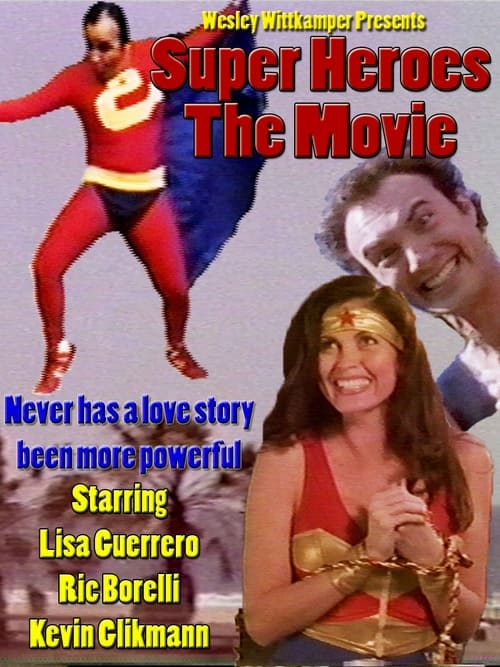 Wesley Wittkamper Presents
Super Heroes
The Movie
e
Never has a love story
been more powerful
Starring
Lisa Guerrero
Ric Borelli
Kevin Glikmann